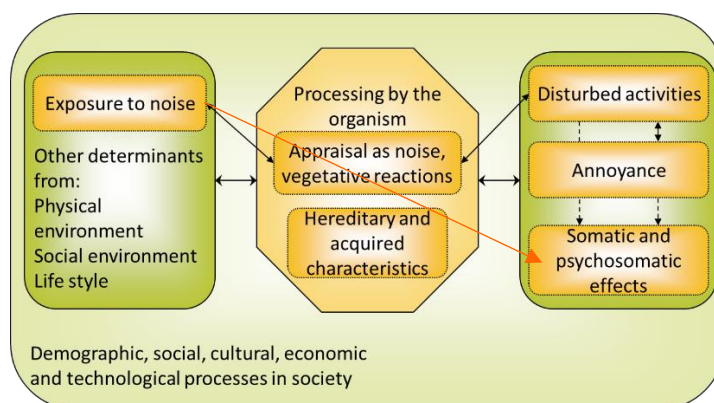 Exposure to noise
Other determinants
from:
Physical
environment
Social environment
Life style
Processing by the
organism
Appraisal as noise,
vegetative reactions
Hereditary and
acquired
characteristics
Disturbed activities
Annoyance
Somatic and
psychosomatic
effects
Demographic, social, cultural, economic
and technological processes in society